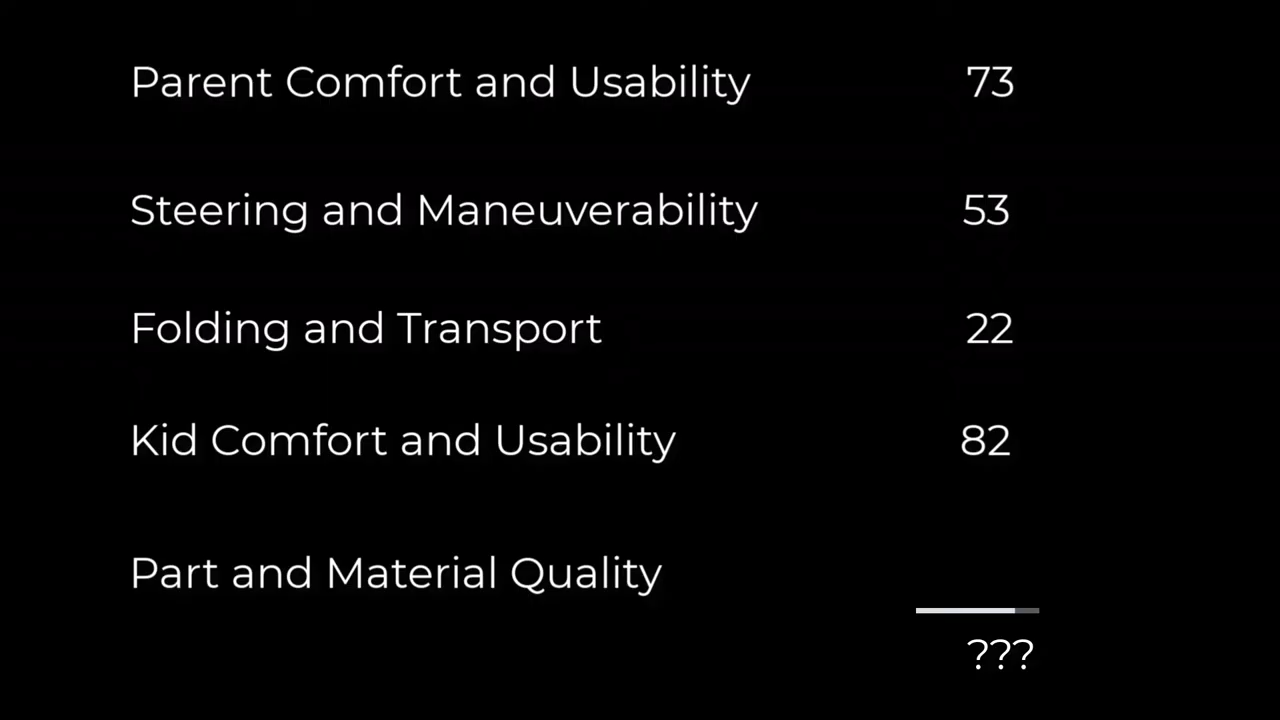 Parent Comfort and Usability 73
Steering and Maneuverability 53
Folding and Transport 22
Kid Comfort and Usability 82
Part and Material Quality
???